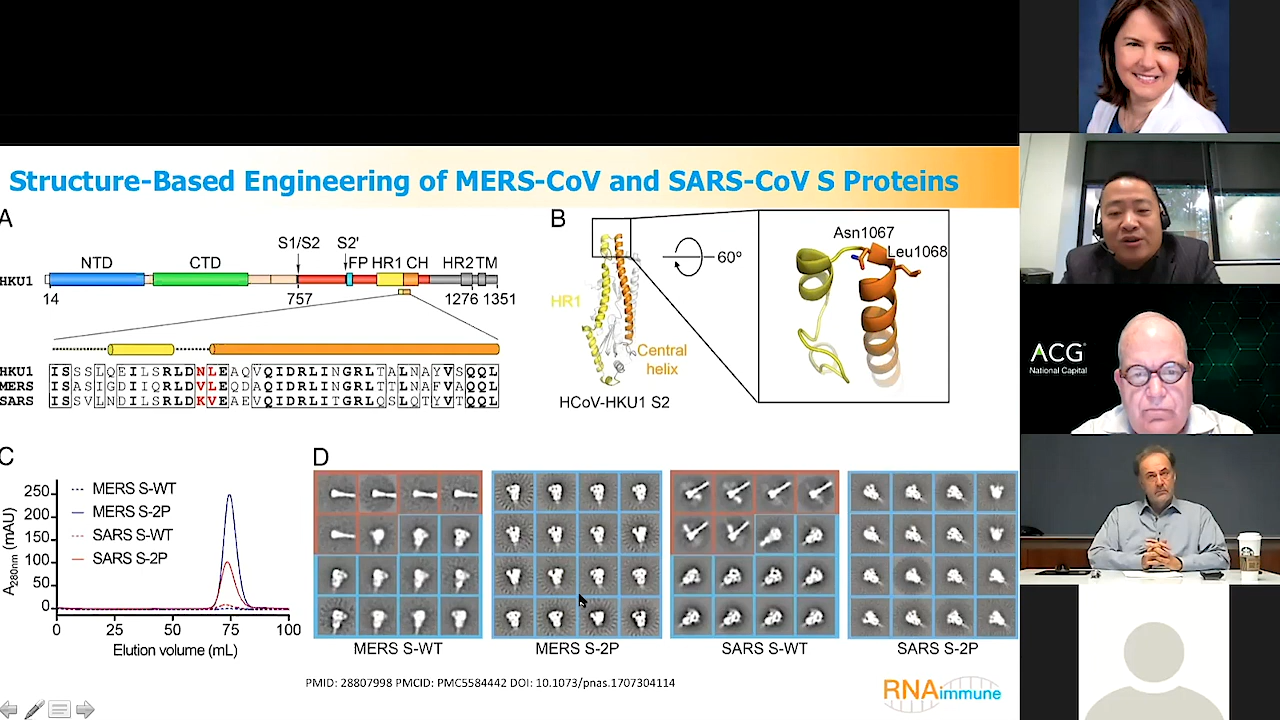 Structure-Based Engineering of MERS-CoV and SARS-CoV S Proteins
A
S1/S2 S2'
NTD CTD FP HR1 CH HR2 TM
HKU1
14 757 1276 1351
HKU1 ISSSLQEILSRLDNLEAQVQIDRLINGRLTALNAYVSQQL
MERS ISASIGDIIQRLDVLEQDAQIDRLINGRLTTLNAFVAQQL
SARS ISSVLNDILSRLDKVEAEVQIDRLITGRLQSLQTYVTQQL
B
Asn1067
Leu1068
60º
HR1
Central
helix
HCoV-HKU1 S2
C
MERS S-WT
MERS S-2P
SARS S-WT
SARS S-2P
A280nm (mAU)
250
200
150
100
50
0
0 25 50 75 100
Elution volume (mL)
D
MERS S-WT MERS S-2P SARS S-WT SARS S-2P
PMID: 28807998 PMCID: PMC5584442 DOI: 10.1073/pnas.1707304114
RNAimmune
ACG®
National Capital